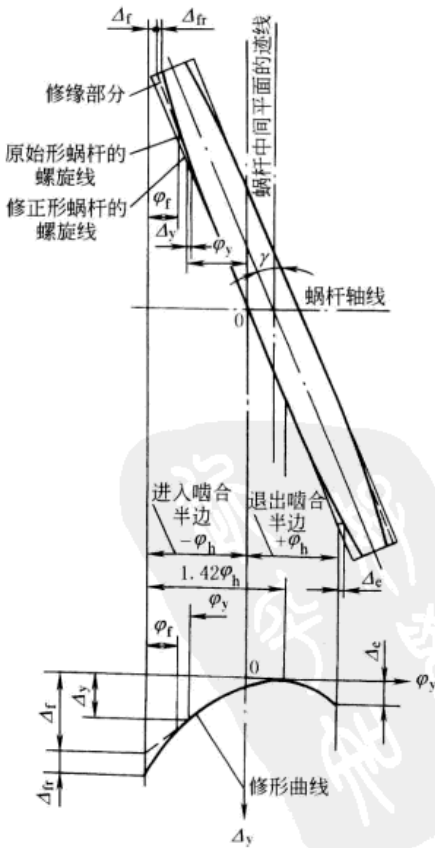 Δf Δfr
修缘部分
原始形蜗杆的
螺旋线
修正形蜗杆的
螺旋线
蜗杆中间平面的迹线
φf
Δy φy
γ
蜗杆轴线
0
进入啮合
半边
-φh
退出啮合
半边
+φh
1.42φh
Δe
φf
φy
0
Δe
φy
Δf
Δy
Δfr
修形曲线
Δy